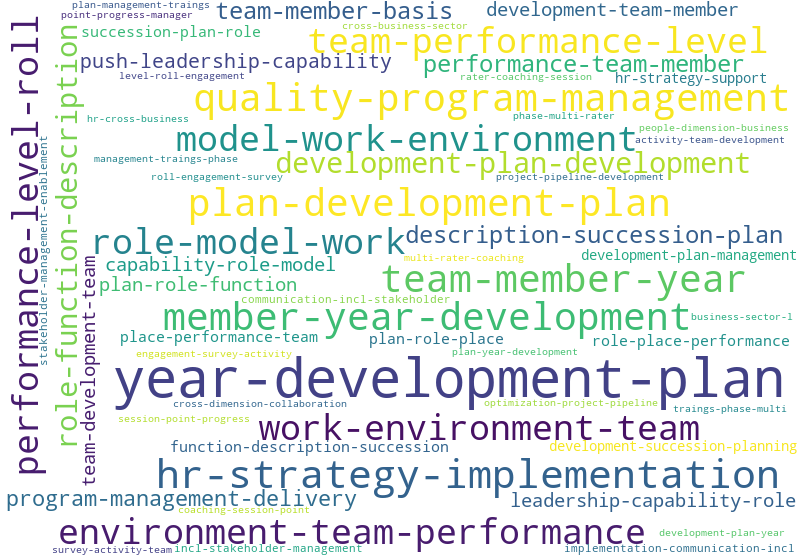 plan-management-traings
point-progress-manager
team-member-basis
development-team-member
cross-business-sector
succession-plan-role
team-performance-level
push-leadership-capability
performance-team-member
level-roll-engagement
rater-coaching-session
hr-strategy-support
quality-program-management
hr-cross-business
phase-multi-rater
people-dimension-business
model-work-environment
activity-team-development
management-traings-phase
development-plan-development
roll-engagement-survey
project-pipeline-development
plan-development-plan
performance-level-roll
stakeholder-management-enablement
role-function-description
team-development-team
role-model-work
description-succession-plan
capability-role-model
multi-rater-coaching
development-plan-management
plan-role-function
team-member-year
communication-incl-stakeholder
member-year-development
business-sector-l
place-performance-team
plan-role-place
role-place-performance
engagement-survey-activity
plan-year-development
year-development-plan
cross-dimension-collaboration
optimization-project-pipeline
traings-phase-multi
session-point-progress
work-environment-team
function-description-succession
development-succession-planning
hr-strategy-implementation
program-management-delivery
leadership-capability-role
coaching-session-point
environment-team-performance
development-plan-year
survey-activity-team
incl-stakeholder-management
implementation-communication-incl